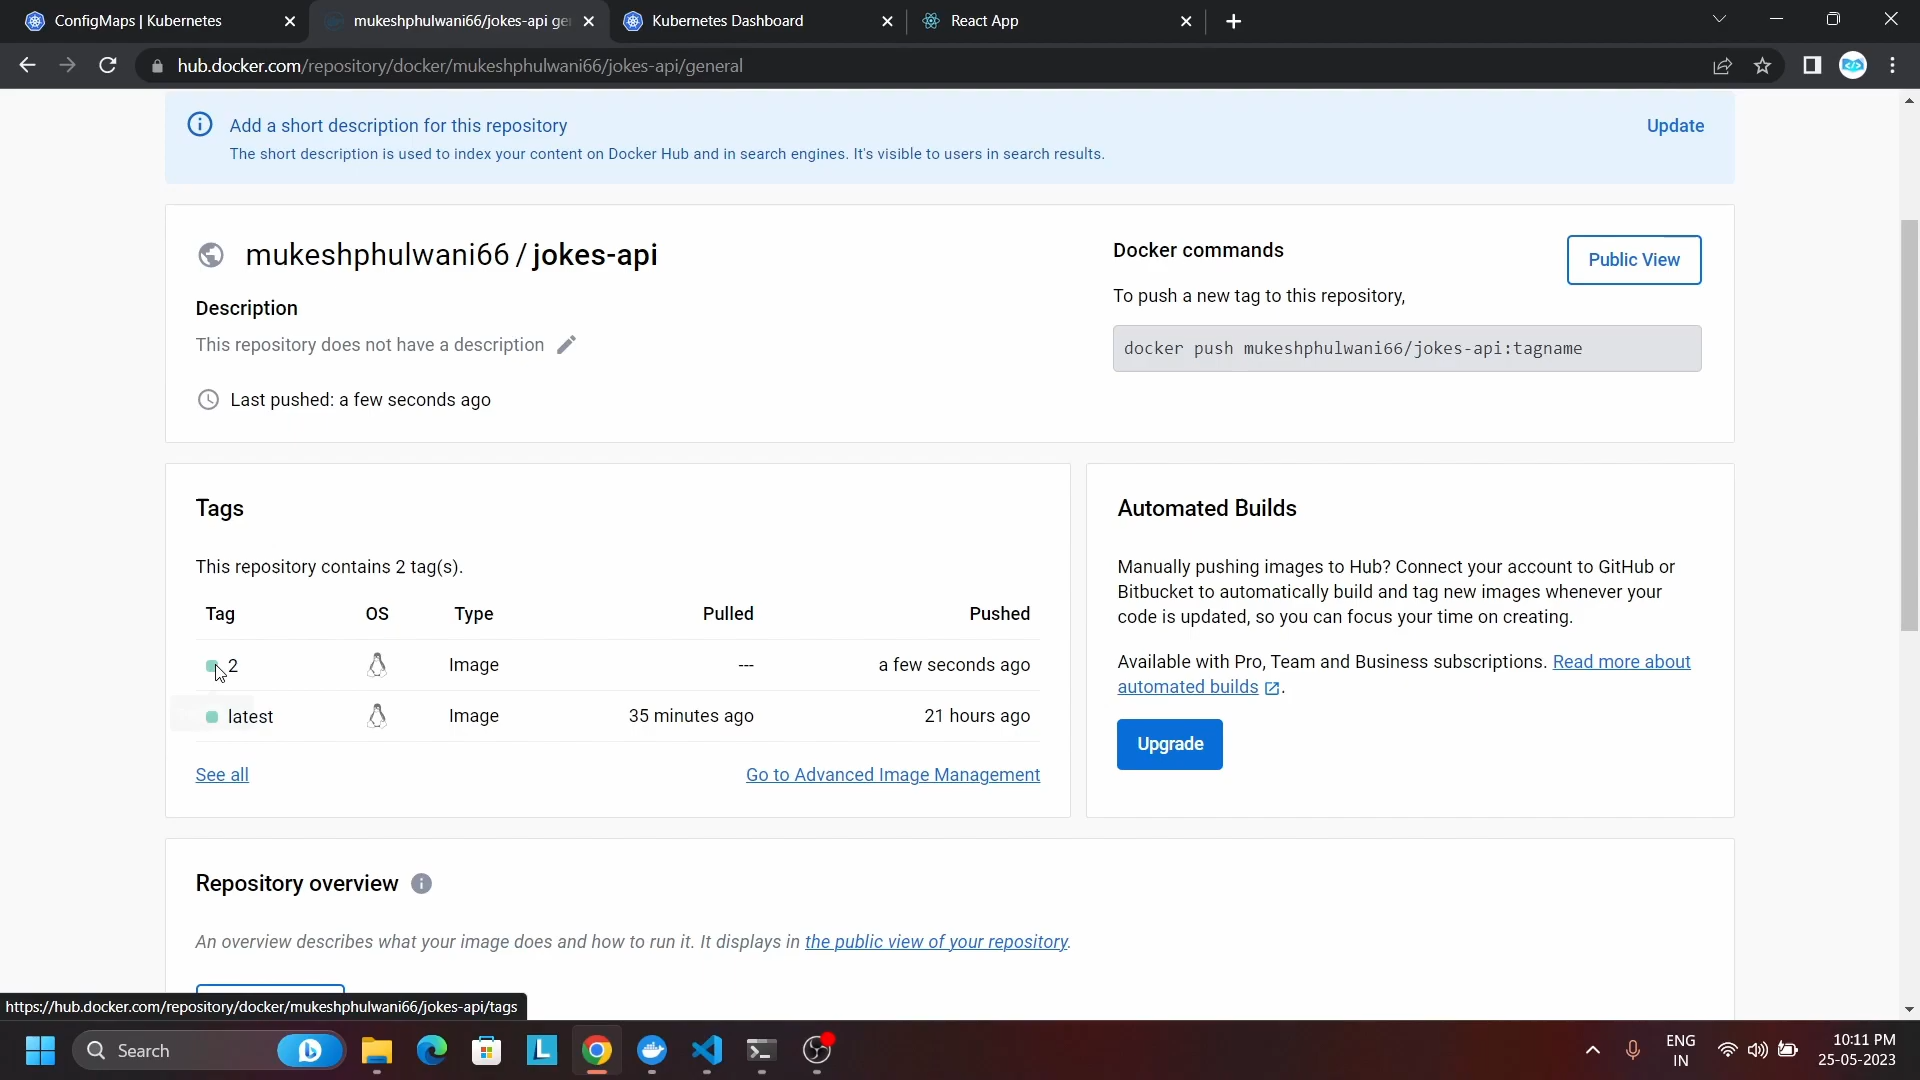 ConfigMaps | Kubernetes
mukeshphulwani66/jokes-api ge
Kubernetes Dashboard
React App
hub.docker.com/repository/docker/mukeshphulwani66/jokes-api/general
Add a short description for this repository
Update
The short description is used to index your content on Docker Hub and in search engines. It's visible to users in search results.
mukeshphulwani66 / jokes-api
Docker commands
Public View
To push a new tag to this repository,
Description
This repository does not have a description
docker push mukeshphulwani66/jokes-api:tagname
Last pushed: a few seconds ago
Tags
This repository contains 2 tag(s).
Tag OS Type Pulled Pushed
2 Image --- a few seconds ago
latest Image 35 minutes ago 21 hours ago
See all
Go to Advanced Image Management
Automated Builds
Manually pushing images to Hub? Connect your account to GitHub or
Bitbucket to automatically build and tag new images whenever your
code is updated, so you can focus your time on creating.
Available with Pro, Team and Business subscriptions. Read more about
automated builds .
Upgrade
Repository overview
An overview describes what your image does and how to run it. It displays in the public view of your repository.
https://hub.docker.com/repository/docker/mukeshphulwani66/jokes-api/tags
Search
ENG
IN
10:11 PM
25-05-2023